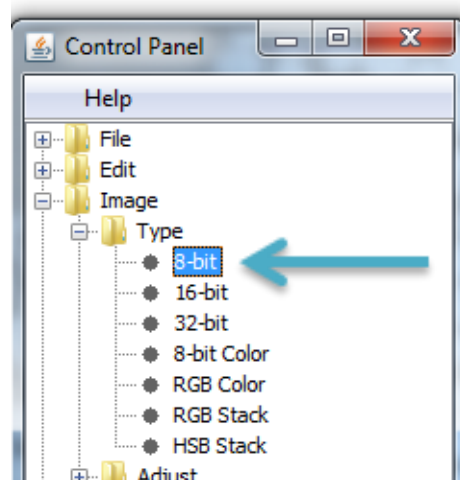 Control Panel
Help
File
Edit
Image
Type
8-bit
16-bit
32-bit
8-bit Color
RGB Color
RGB Stack
HSB Stack
Adjust